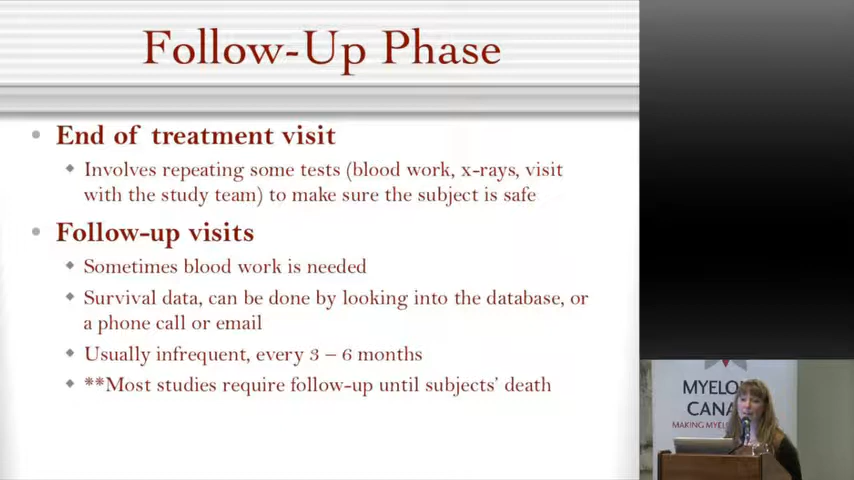 Follow-Up Phase
End of treatment visit
Involves repeating some tests (blood work, x-rays, visit
with the study team) to make sure the subject is safe
Follow-up visits
Sometimes blood work is needed
Survival data, can be done by looking into the database, or
a phone call or email
Usually infrequent, every 3 – 6 months
**Most studies require follow-up until subjects' death
MYELO
CANA
MAKING MYEL